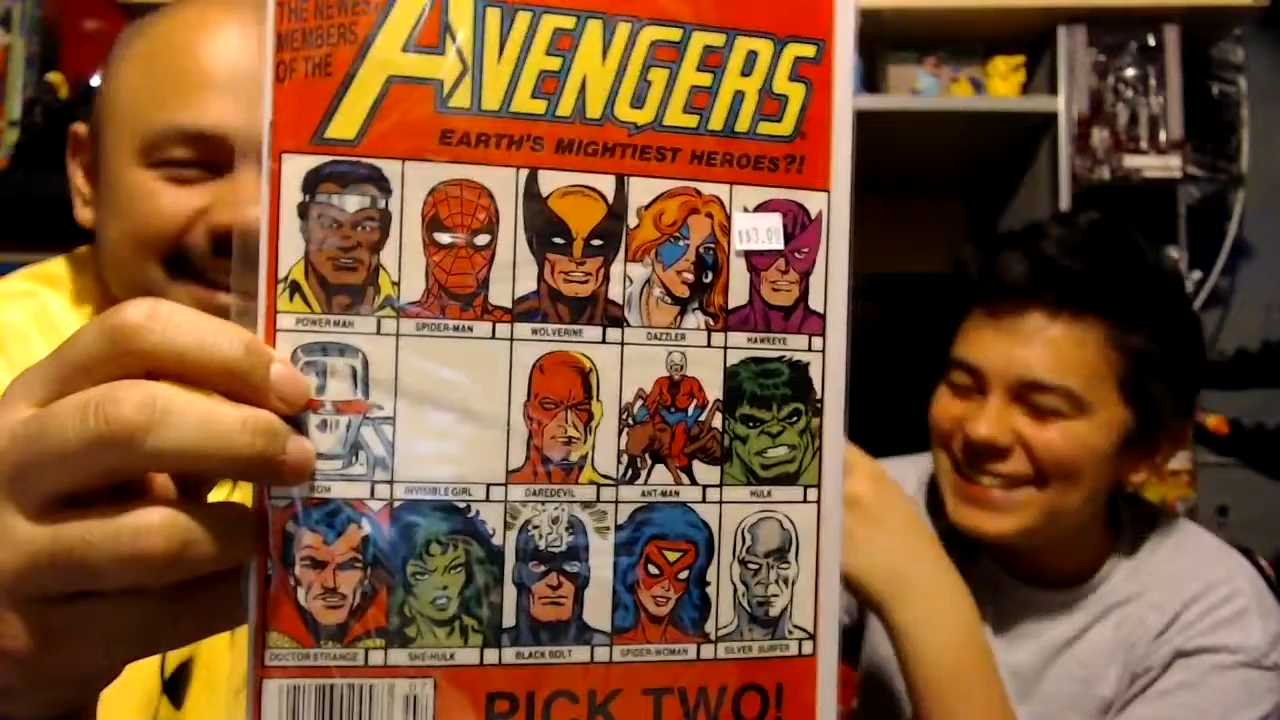 THE NEWEST
MEMBERS
OF THE
AVENGERS
EARTH'S MIGHTIEST HEROES?!
POWER MAN
SPIDER-MAN
WOLVERINE
DAZZLER
HAWKEYE
ROM
INVISIBLE GIRL
DAREDEVIL
ANT-MAN
HULK
DOCTOR STRANGE
SHE-HULK
BLACK BOLT
SPIDER-WOMAN
SILVER SURFER
PICK TWO!